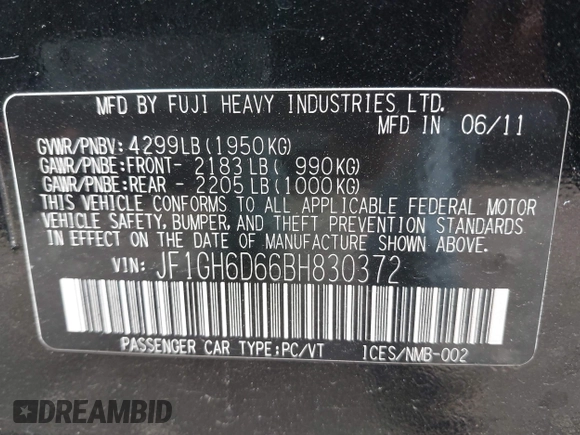 MFD BY FUJI HEAVY INDUSTRIES LTD.
MFD IN 06/11
GVWR/PNBV: 4299LB(1950KG)
GAWR/PNBE:FRONT- 2183LB( 990KG)
GAWR/PNBE:REAR - 2205LB(1000KG)
THIS VEHICLE CONFORMS TO ALL APPLICABLE FEDERAL MOTOR
VEHICLE SAFETY, BUMPER, AND THEFT PREVENTION STANDARDS
IN EFFECT ON THE DATE OF MANUFACTURE SHOWN ABOVE.
VIN: JF1GH6D66BH830372
PASSENGER CAR TYPE:PC/VT ICES/NMB-002
DREAMBID